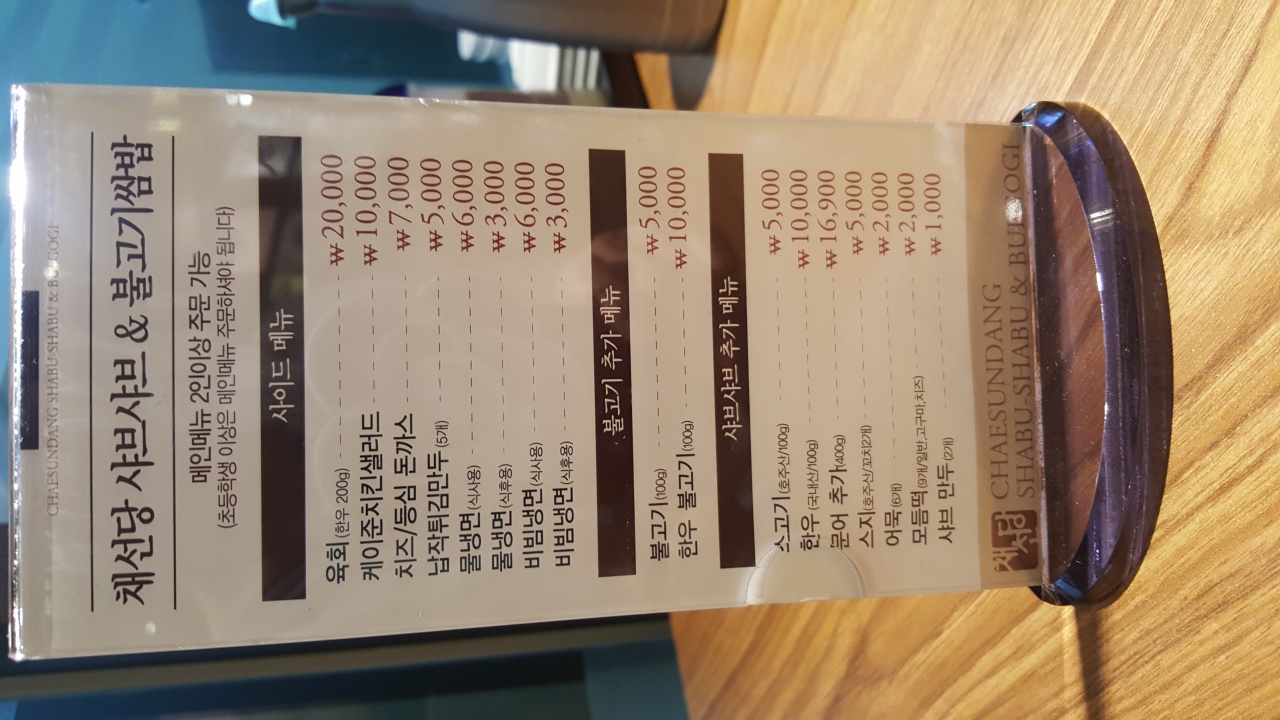 CHAESUNDANG SHABU-SHABU & BULGOGI
채선당 샤브샤브 & 불고기쌈밥
메인메뉴 2인이상 주문 가능
(초등학생 이상은 메인메뉴 주문하셔야 됩니다)
사이드 메뉴
육회 (한우 200g) ₩20,000
케이준치킨샐러드 ₩10,000
치즈/등심 돈까스 ₩7,000
납작튀김만두 (5개) ₩5,000
물냉면 (식사용) ₩6,000
물냉면 (식후용) ₩3,000
비빔냉면 (식사용) ₩6,000
비빔냉면 (식후용) ₩3,000
불고기 추가 메뉴
불고기 (100g) ₩5,000
한우 불고기 (100g) ₩10,000
샤브샤브 추가 메뉴
소고기 (호주산/100g) ₩5,000
한우 (국내산/100g) ₩10,000
문어 추가 (400g) ₩16,900
스지 (호주산/꼬치2개) ₩5,000
어묵 (6개) ₩2,000
모듬떡 (9개/일반,고구마,치즈) ₩2,000
샤브 만두 (2개) ₩1,000
채선당
CHAESUNDANG
SHABU-SHABU & BULGOGI